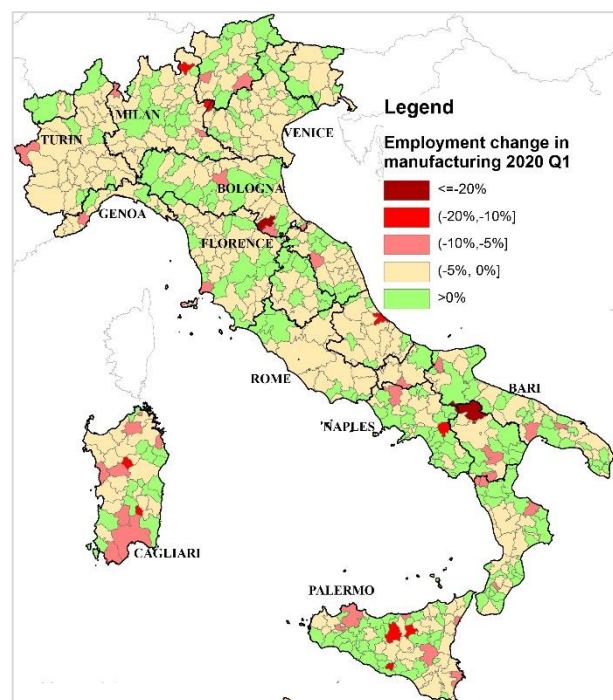 MILAN
TURIN
VENICE
BOLOGNA
GENOA
FLORENCE
ROME
'NAPLES
BARI
CAGLIARI
PALERMO
Legend
Employment change in
manufacturing 2020 Q1
<=-20%
(-20%,-10%]
(-10%,-5%]
(-5%, 0%]
>0%